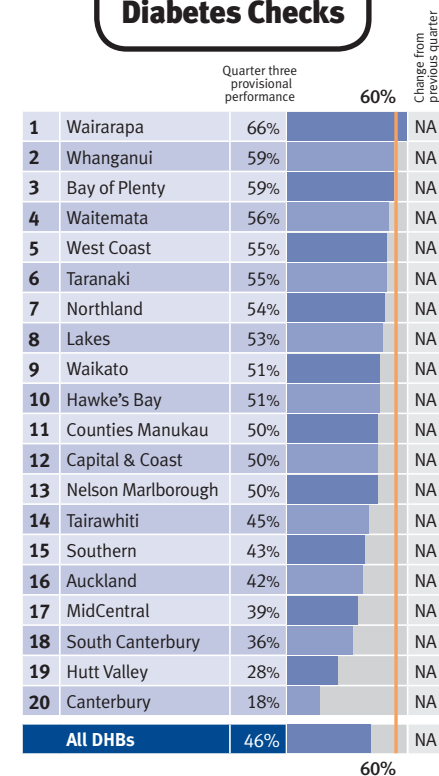 Diabetes Checks
Quarter three
provisional
performance
60%
Change from
previous quarter
1 Wairarapa 66% NA
2 Whanganui 59% NA
3 Bay of Plenty 59% NA
4 Waitemata 56% NA
5 West Coast 55% NA
6 Taranaki 55% NA
7 Northland 54% NA
8 Lakes 53% NA
9 Waikato 51% NA
10 Hawke’s Bay 51% NA
11 Counties Manukau 50% NA
12 Capital & Coast 50% NA
13 Nelson Marlborough 50% NA
14 Tairawhiti 45% NA
15 Southern 43% NA
16 Auckland 42% NA
17 MidCentral 39% NA
18 South Canterbury 36% NA
19 Hutt Valley 28% NA
20 Canterbury 18% NA
All DHBs 46% NA
60%